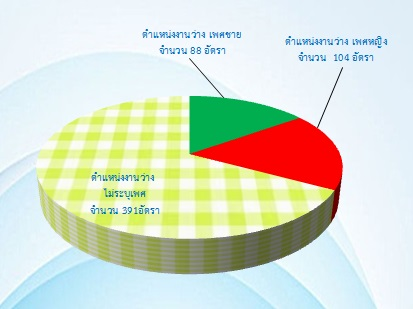 ตำแหน่งงานว่าง เพศชาย
จำนวน 88 อัตรา
ตำแหน่งงานว่าง เพศหญิง
จำนวน 104 อัตรา
ตำแหน่งงานว่าง
ไม่ระบุเพศ
จำนวน 391อัตรา